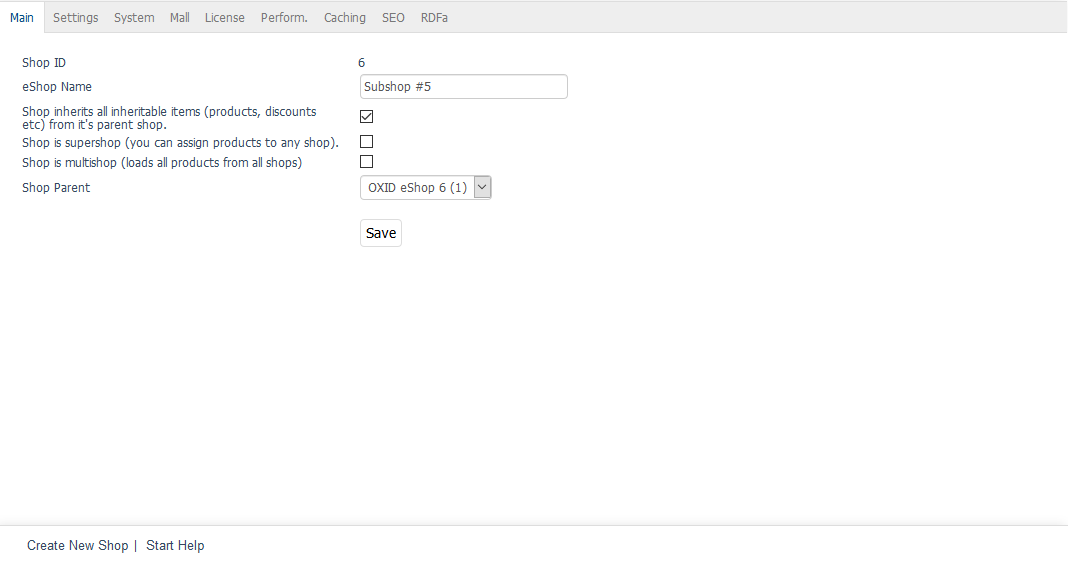 Main Settings System Mall License Perform. Caching SEO RDFa
Shop ID 6
eShop Name Subshop #5
Shop inherits all inheritable items (products, discounts
etc) from it's parent shop.
Shop is supershop (you can assign products to any shop).
Shop is multishop (loads all products from all shops)
Shop Parent OXID eShop 6 (1)
Save
Create New Shop | Start Help